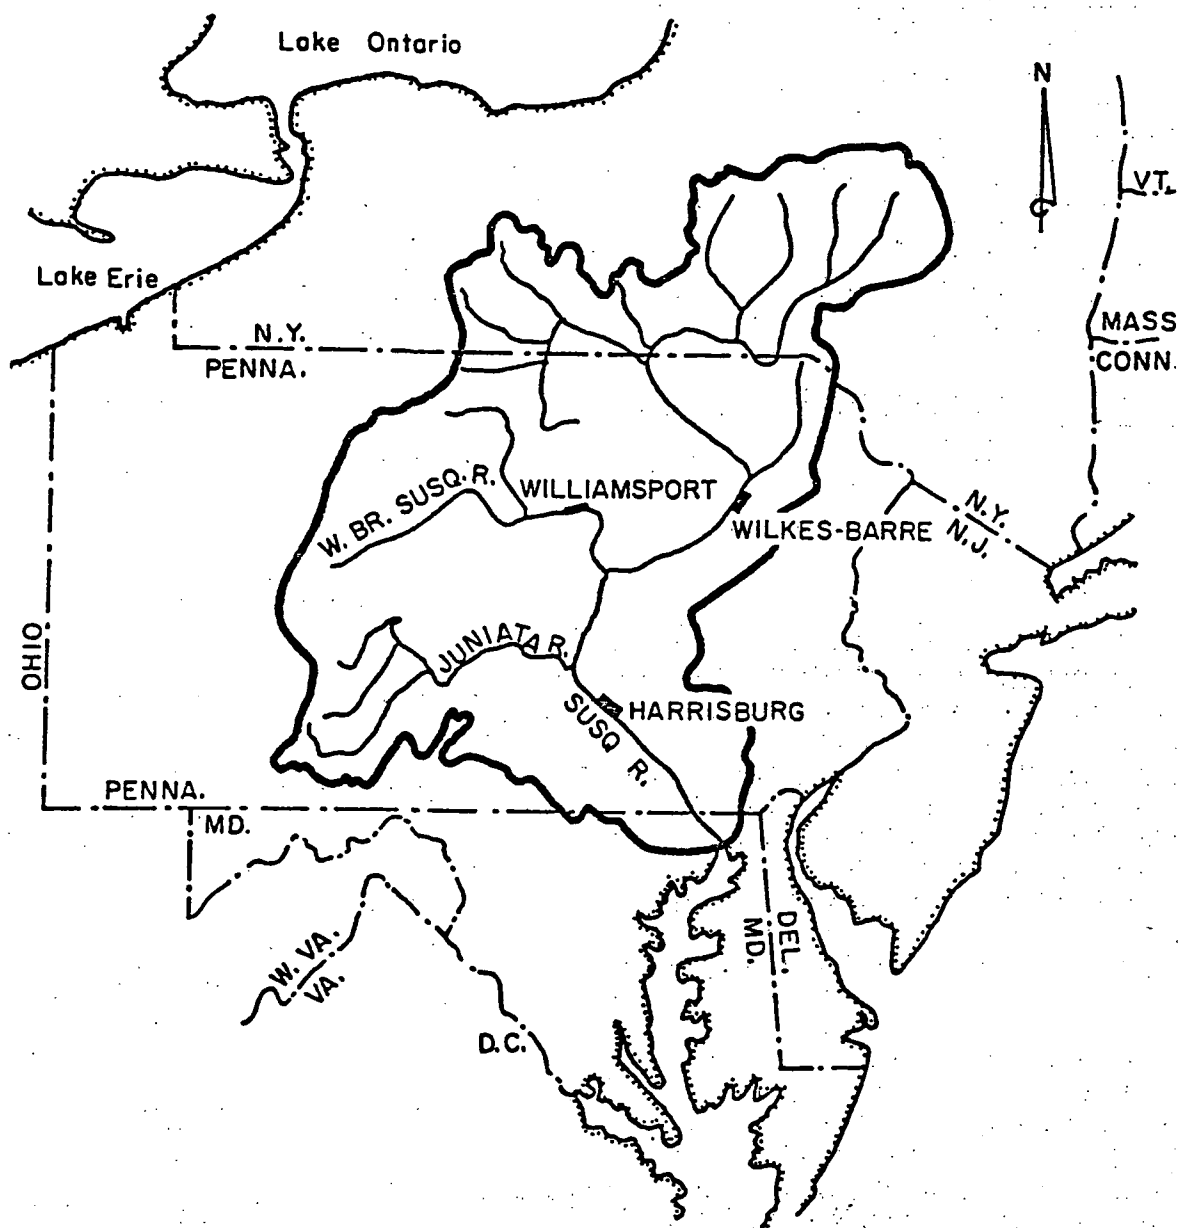 Lake Ontario
N
VT.
Lake Erie
N.Y.
PENNA.
MASS
CONN.
W. BR. SUSQ. R.
WILLIAMSPORT
WILKES-BARRE
N.Y.
N.J.
OHIO
JUNIATA R.
SUSQ R.
HARRISBURG
PENNA.
MD.
DEL.
MD.
W. VA.
VA.
D.C.